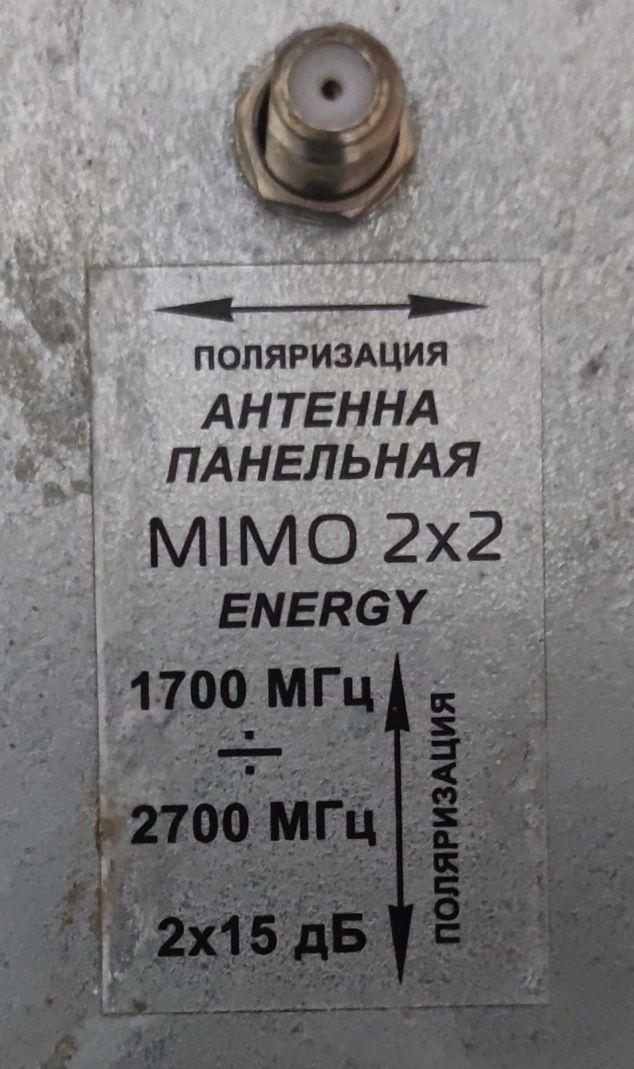 ПОЛЯРИЗАЦИЯ
АНТЕННА
ПАНЕЛЬНАЯ
MIMO 2x2
ENERGY
1700 МГц
÷
2700 МГц
2x15 дБ
ПОЛЯРИЗАЦИЯ